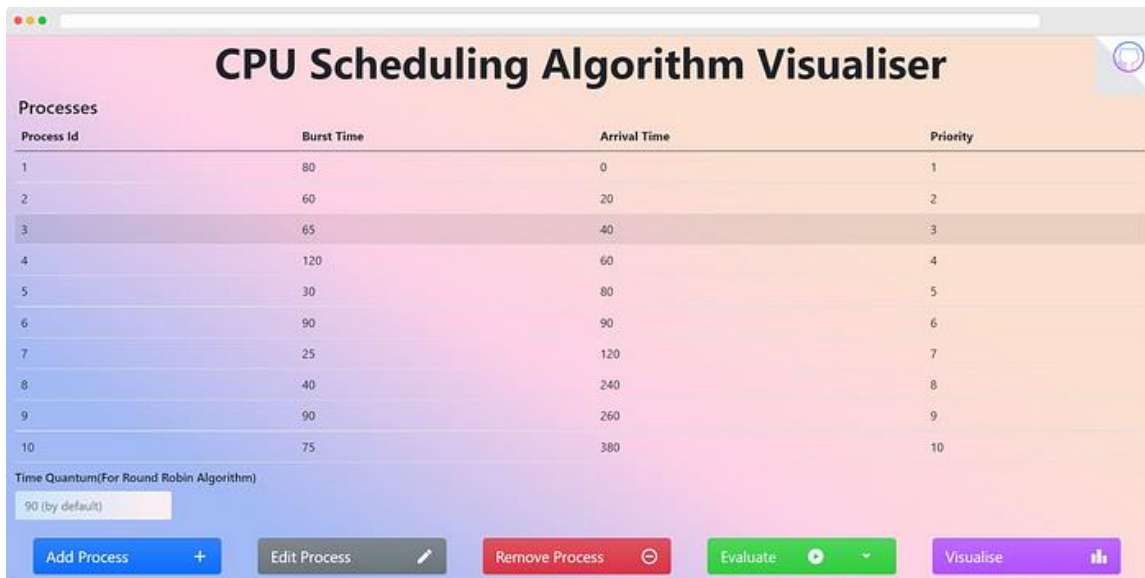 CPU Scheduling Algorithm Visualiser
Processes
Process Id Burst Time Arrival Time Priority
1 80 0 1
2 60 20 2
3 65 40 3
4 120 60 4
5 30 80 5
6 90 90 6
7 25 120 7
8 40 240 8
9 90 260 9
10 75 380 10
Time Quantum(For Round Robin Algorithm)
90 (by default)
Add Process + Edit Process Remove Process Evaluate Visualise